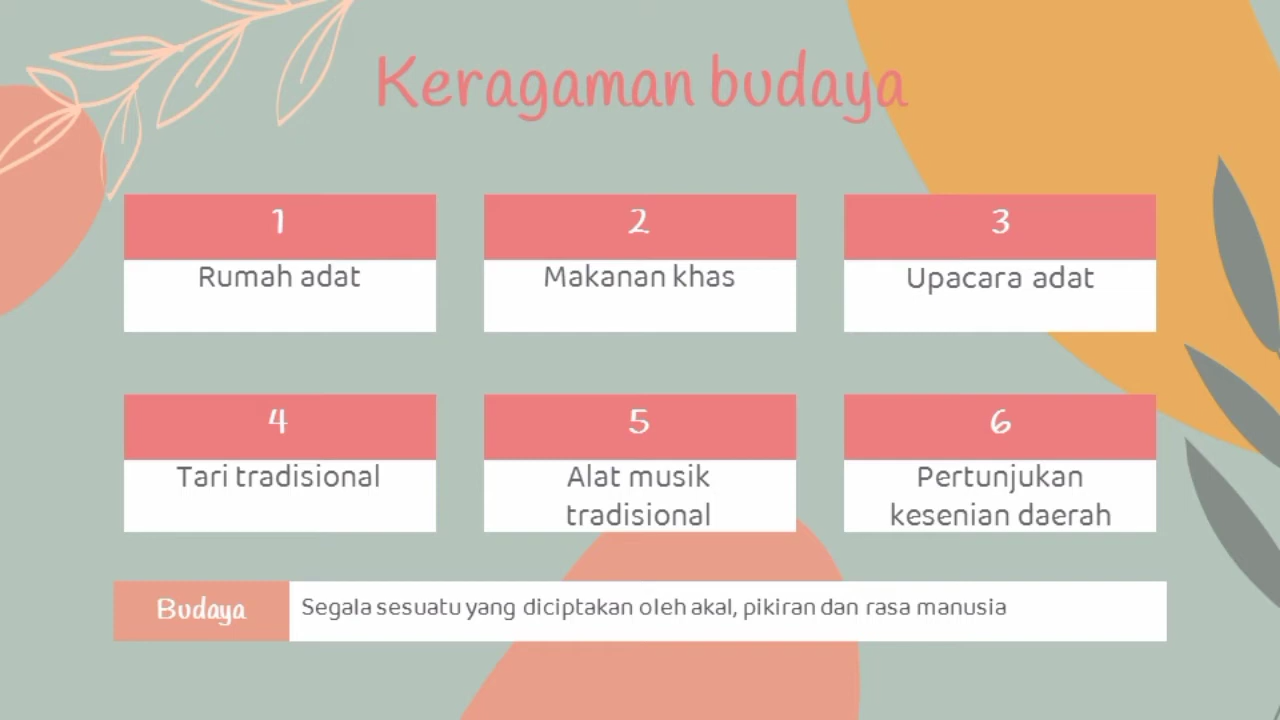 Keragaman budaya
1
Rumah adat
2
Makanan khas
3
Upacara adat
4
Tari tradisional
5
Alat musik
tradisional
6
Pertunjukan
kesenian daerah
Budaya
Segala sesuatu yang diciptakan oleh akal, pikiran dan rasa manusia